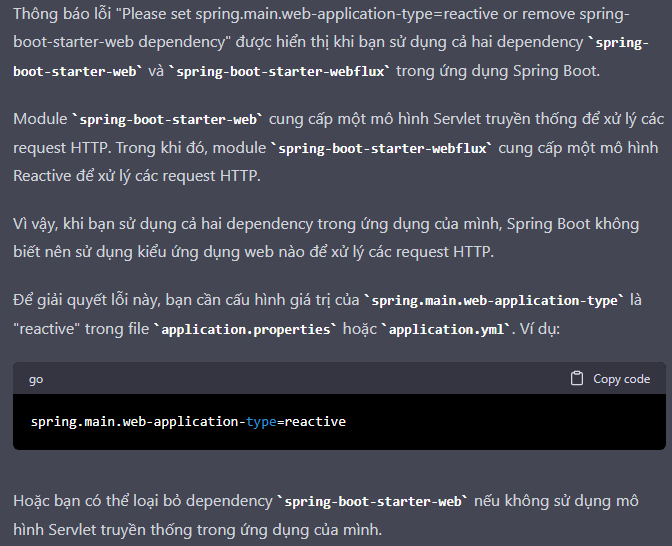 Thông báo lỗi "Please set spring.main.web-application-type=reactive or remove spring-
boot-starter-web dependency" được hiển thị khi bạn sử dụng cả hai dependency `spring-
boot-starter-web` và `spring-boot-starter-webflux` trong ứng dụng Spring Boot.
Module `spring-boot-starter-web` cung cấp một mô hình Servlet truyền thống để xử lý các
request HTTP. Trong khi đó, module `spring-boot-starter-webflux` cung cấp một mô hình
Reactive để xử lý các request HTTP.
Vì vậy, khi bạn sử dụng cả hai dependency trong ứng dụng của mình, Spring Boot không
biết nên sử dụng kiểu ứng dụng web nào để xử lý các request HTTP.
Để giải quyết lỗi này, bạn cần cấu hình giá trị của `spring.main.web-application-type` là
"reactive" trong file `application.properties` hoặc `application.yml`. Ví dụ:
go Copy code
spring.main.web-application-type=reactive
Hoặc bạn có thể loại bỏ dependency `spring-boot-starter-web` nếu không sử dụng mô
hình Servlet truyền thống trong ứng dụng của mình.